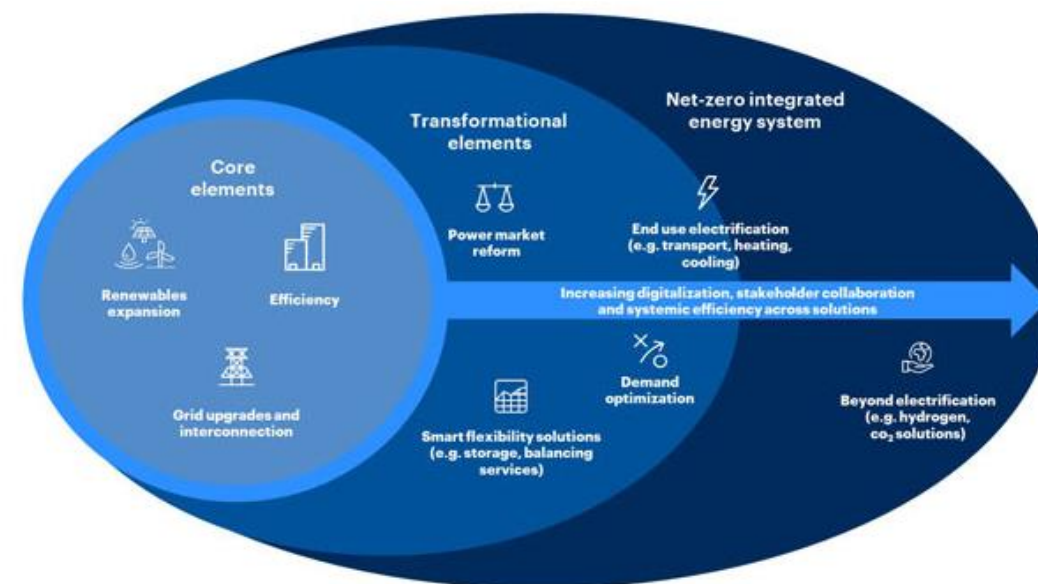 Net-zero integrated
energy system
Transformational
elements
Core
elements
Power market
reform
End use electrification
(e.g. transport, heating,
cooling)
Renewables
expansion
Efficiency
Increasing digitalization, stakeholder collaboration
and systemic efficiency across solutions
Grid upgrades and
interconnection
Demand
optimization
Smart flexibility solutions
(e.g. storage, balancing
services)
Beyond electrification
(e.g. hydrogen,
co₂ solutions)